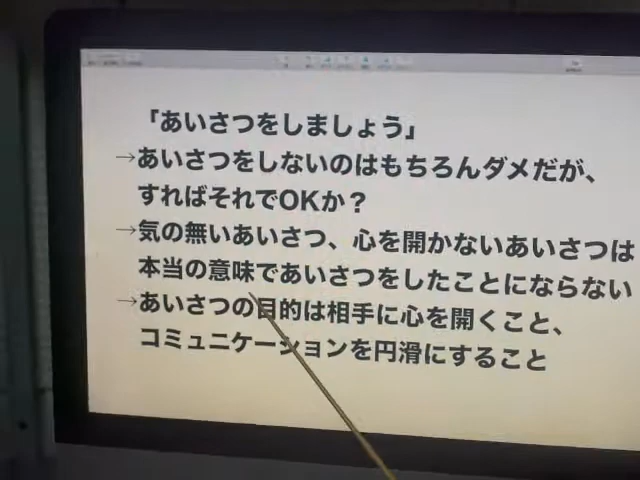 「あいさつをしましょう」
→あいさつをしないのはもちろんダメだが、
すればそれでOKか？
→気の無いあいさつ、心を開かないあいさつは
本当の意味であいさつをしたことにならない
→あいさつの目的は相手に心を開くこと、
コミュニケーションを円滑にすること